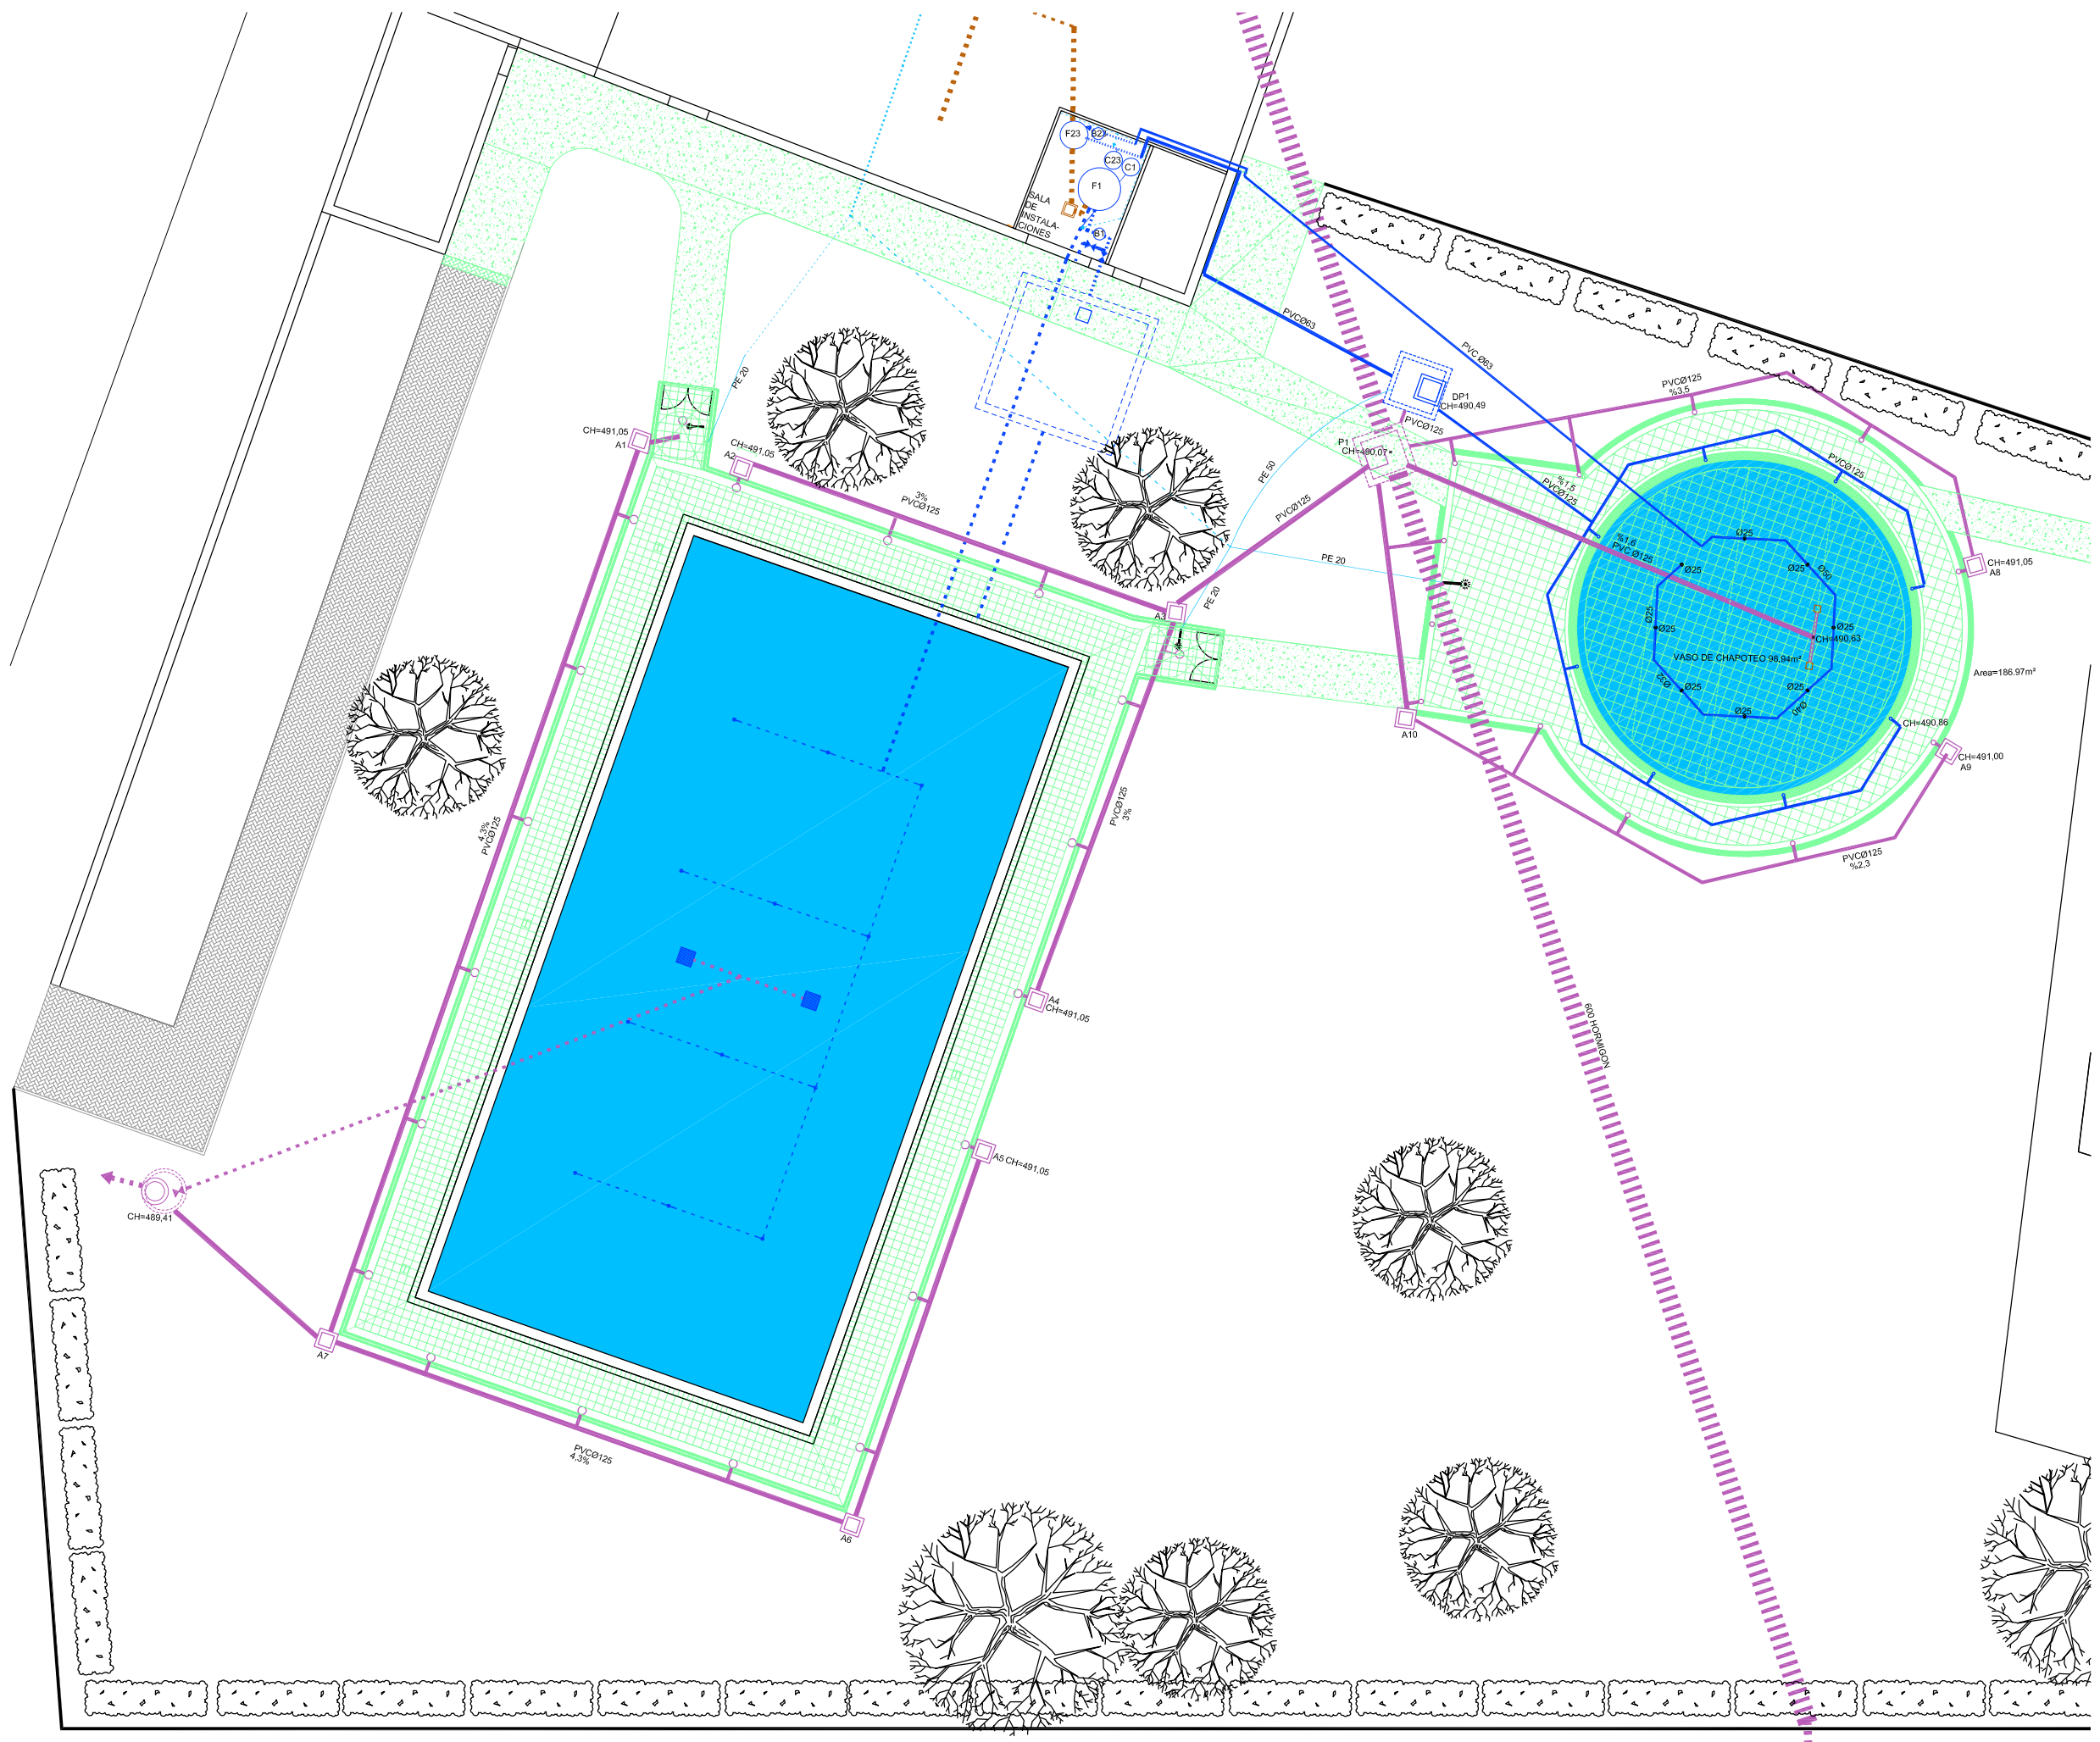 F23
B23
C23
C1
F1
SALA
DE
INSTALA-
CIONES
B1
PVCØ63
PVC Ø63
PE 20
DP1
CH=490,49
PVCØ125
%3,5
PVCØ125
P1
CH=490,07
CH=491,05
A1
CH=491,05
A2
3%
PVCØ125
PE 50
PVCØ125
%1,5
PVCØ125
PVCØ125
%1,6
PVC Ø125
Ø25
Ø25
Ø25
Ø50
PE 20
PE 20
A3
CH=491,05
A8
Ø25
Ø25
Ø25
CH=490,63
VASO DE CHAPOTEO 98,94m²
Area=186.97m²
Ø32
Ø25
Ø25
Ø40
Ø25
CH=490,86
A10
CH=491,00
A9
PVCØ125
%2,3
4,3%
PVCØ125
PVCØ125
3%
A4
CH=491,05
600 HORMIGON
A5 CH=491,05
CH=489,41
A7
PVCØ125
4,3%
A6